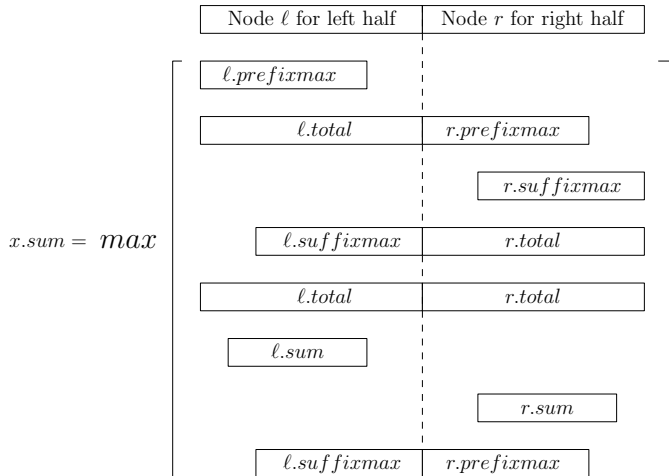 Node ℓ for left half Node r for right half
ℓ.prefixmax
ℓ.total r.prefixmax
r.suffixmax
x.sum = max ℓ.suffixmax r.total
ℓ.total r.total
ℓ.sum
r.sum
ℓ.suffixmax r.prefixmax